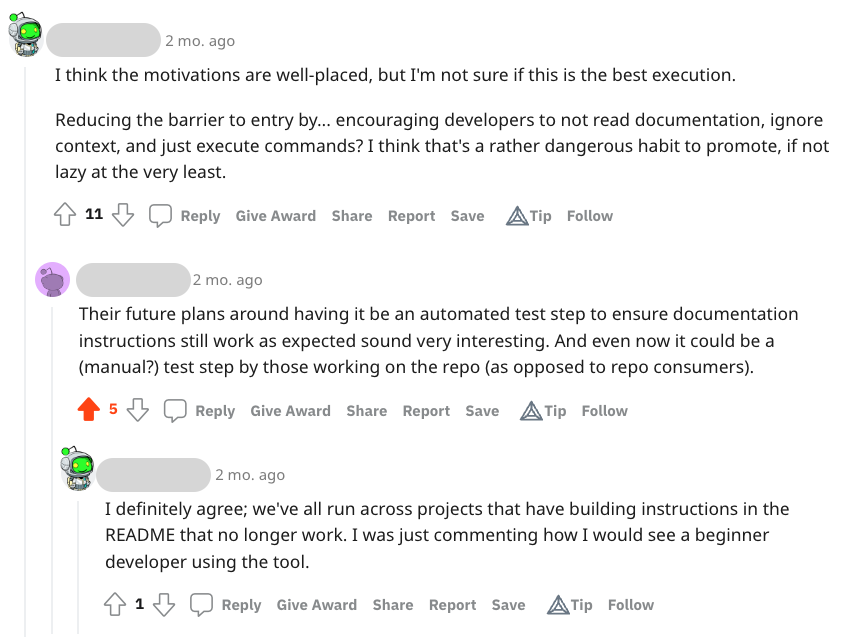 2 mo. ago
I think the motivations are well-placed, but I'm not sure if this is the best execution.
Reducing the barrier to entry by... encouraging developers to not read documentation, ignore
context, and just execute commands? I think that's a rather dangerous habit to promote, if not
lazy at the very least.
11 Reply Give Award Share Report Save Tip Follow
2 mo. ago
Their future plans around having it be an automated test step to ensure documentation
instructions still work as expected sound very interesting. And even now it could be a
(manual?) test step by those working on the repo (as opposed to repo consumers).
5 Reply Give Award Share Report Save Tip Follow
2 mo. ago
I definitely agree; we've all run across projects that have building instructions in the
README that no longer work. I was just commenting how I would see a beginner
developer using the tool.
1 Reply Give Award Share Report Save Tip Follow